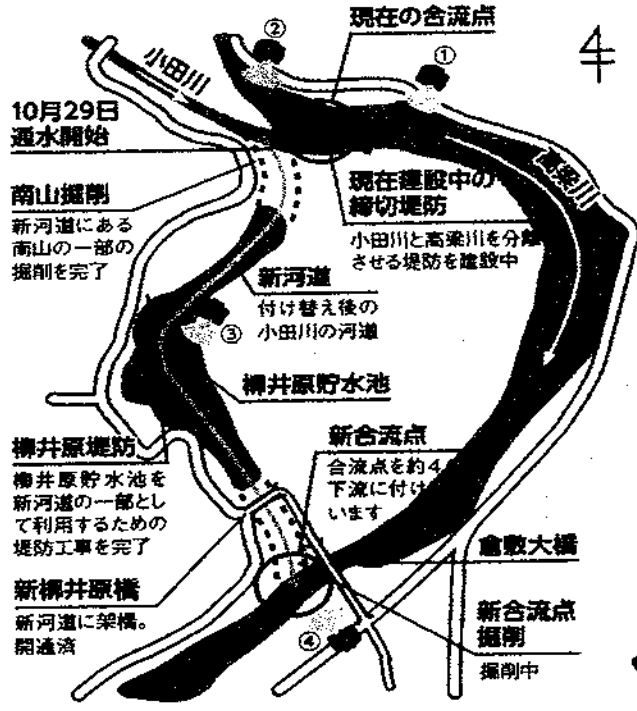 現在の合流点
②
①
小田川
10月29日
通水開始
高梁川
南山掘削
新河道にある
南山の一部の
掘削を完了
現在建設中の
締切堤防
小田川と高梁川を分離
させる堤防を建設中
新河道
付け替え後の
小田川の河道
③
柳井原貯水池
柳井原堤防
柳井原貯水池を
新河道の一部とし
て利用するための
堤防工事を完了
新合流点
合流点を約4
下流に付け
います
倉敷大橋
新柳井原橋
新河道に架橋。
開通済
新合流点
掘削
掘削中
④